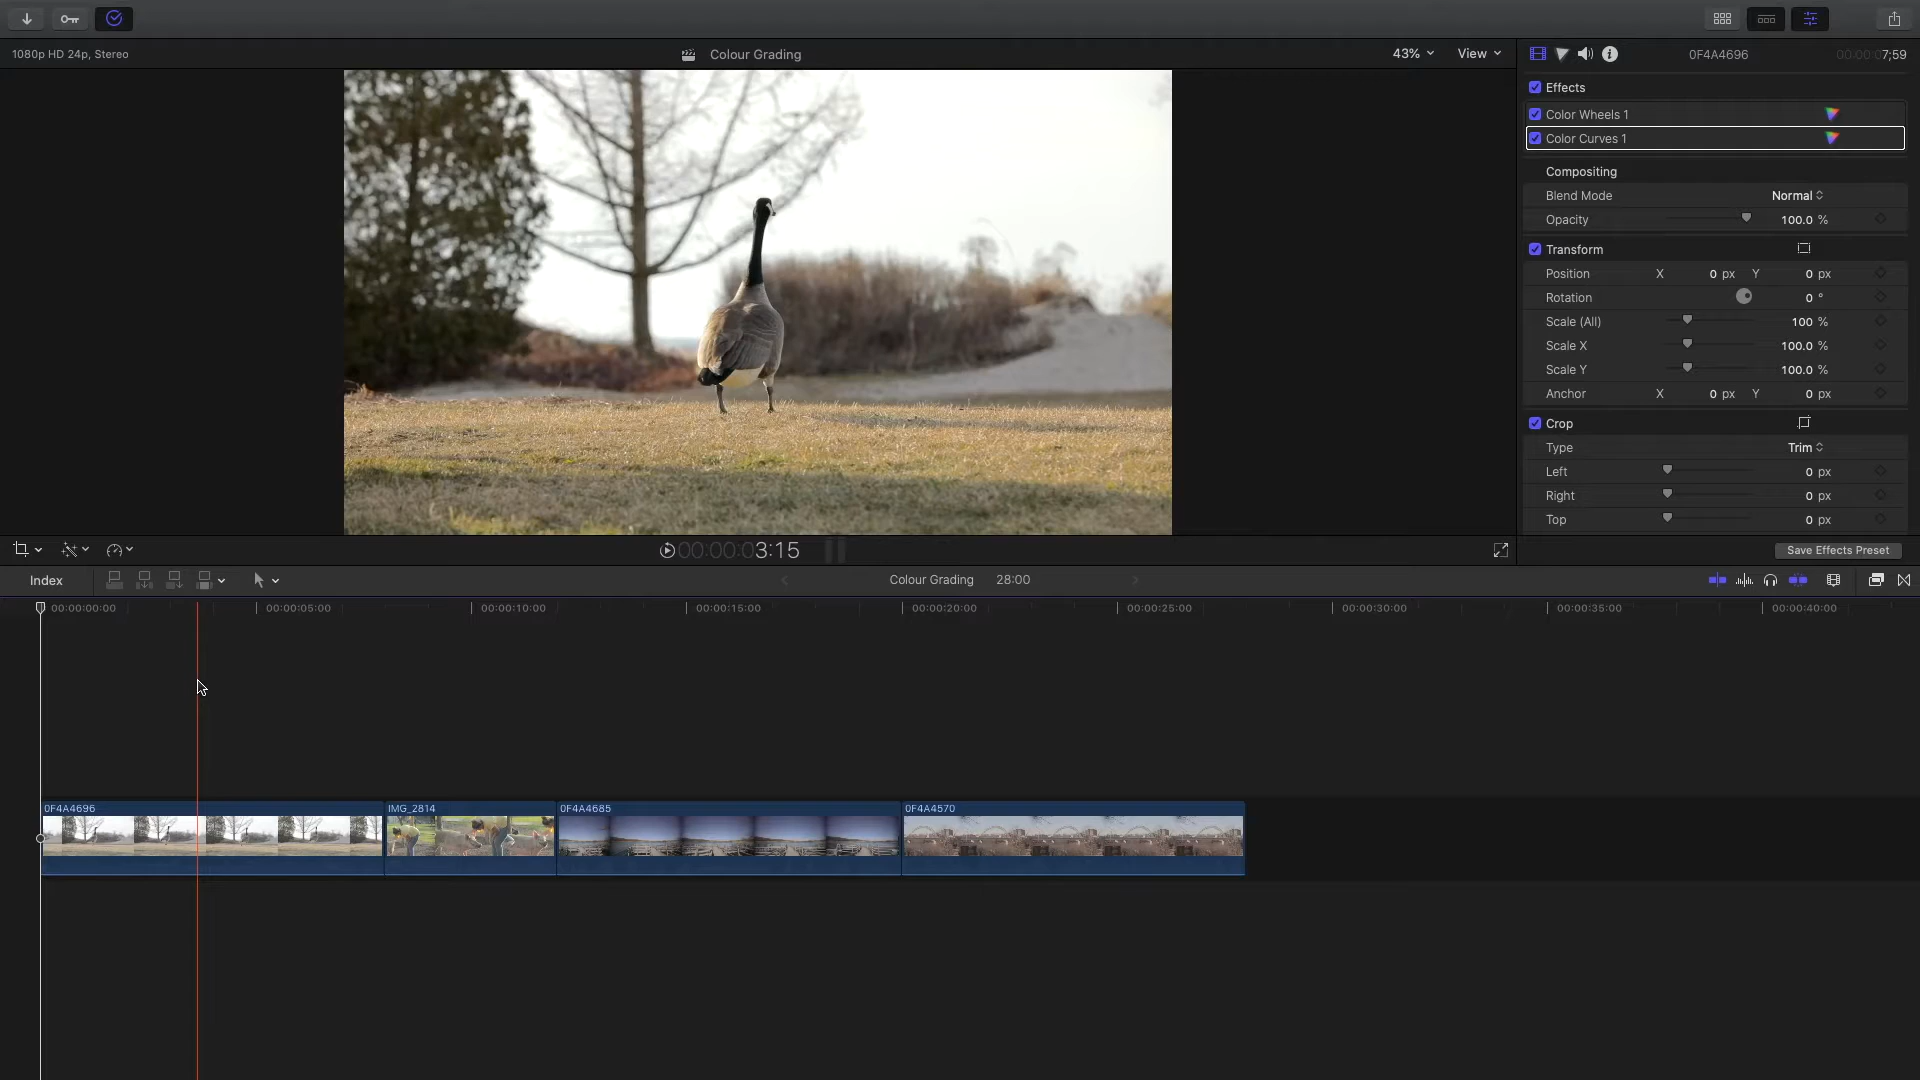 1080p HD 24p, Stereo
Colour Grading
43%
View
0F4A4696
00:00:07;59
Effects
Color Wheels 1
Color Curves 1
Compositing
Blend Mode
Normal
Opacity
100.0 %
Transform
Position X 0 px Y 0 px
Rotation 0 °
Scale (All) 100 %
Scale X 100.0 %
Scale Y 100.0 %
Anchor X 0 px Y 0 px
Crop
Type Trim
Left 0 px
Right 0 px
Top 0 px
00:00:03:15
Save Effects Preset
Index
Colour Grading 28:00
00:00:00:00 00:00:05:00 00:00:10:00 00:00:15:00 00:00:20:00 00:00:25:00 00:00:30:00 00:00:35:00 00:00:40:00
0F4A4696 IMG_2814 0F4A4685 0F4A4570